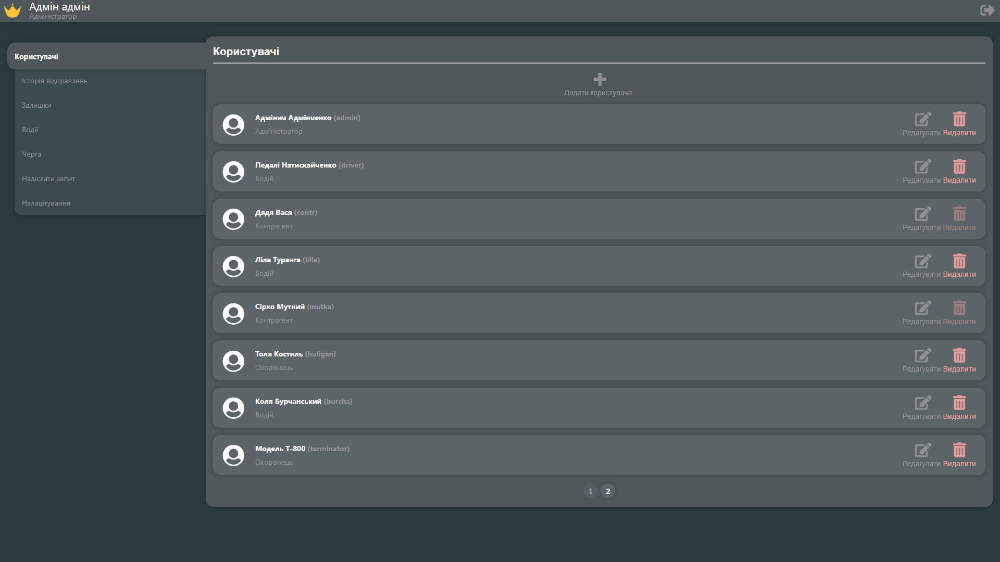 Адмін адмін
Адміністратор
Користувачі
Історія відправлень
Залишки
Водії
Черга
Надіслати запит
Налаштування
Користувачі
Додати користувача
Адмінич Адмінченко (admin)
Адміністратор
Редагувати Видалити
Педалі Натискайченко (driver)
Водій
Редагувати Видалити
Дядя Вася (contr)
Контрагент
Редагувати Видалити
Ліла Туранга (lilla)
Водій
Редагувати Видалити
Сірко Мутний (mutka)
Контрагент
Редагувати Видалити
Толя Костиль (huligan)
Охоронець
Редагувати Видалити
Коля Бурчанський (burcha)
Водій
Редагувати Видалити
Модель Т-800 (terminator)
Охоронець
Редагувати Видалити
1 2